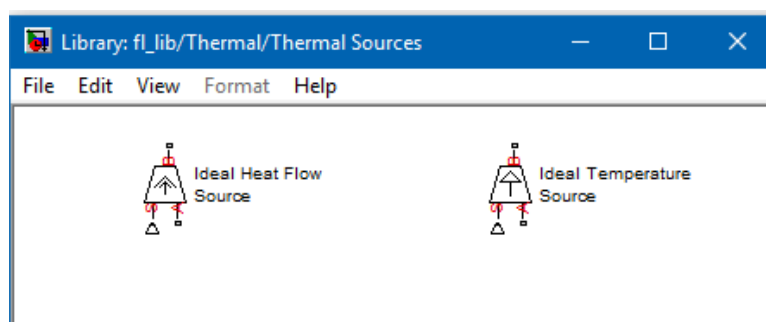 Library: fl_lib/Thermal/Thermal Sources
File Edit View Format Help
B
Ideal Heat Flow
Source
S A
B
Ideal Temperature
Source
S A